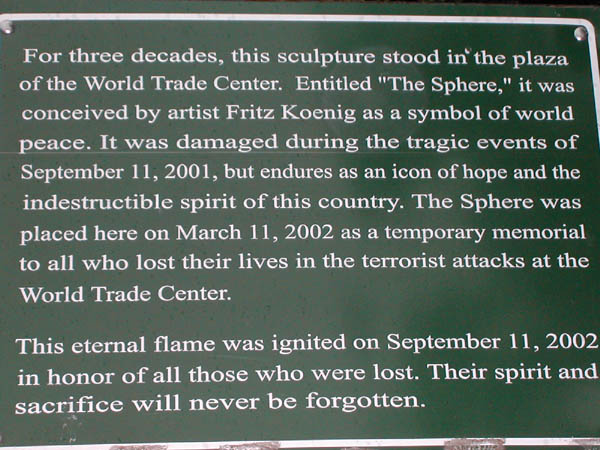 For three decades, this sculpture stood in the plaza
of the World Trade Center. Entitled "The Sphere," it was
conceived by artist Fritz Koenig as a symbol of world
peace. It was damaged during the tragic events of
September 11, 2001, but endures as an icon of hope and the
indestructible spirit of this country. The Sphere was
placed here on March 11, 2002 as a temporary memorial
to all who lost their lives in the terrorist attacks at the
World Trade Center.
This eternal flame was ignited on September 11, 2002
in honor of all those who were lost. Their spirit and
sacrifice will never be forgotten.